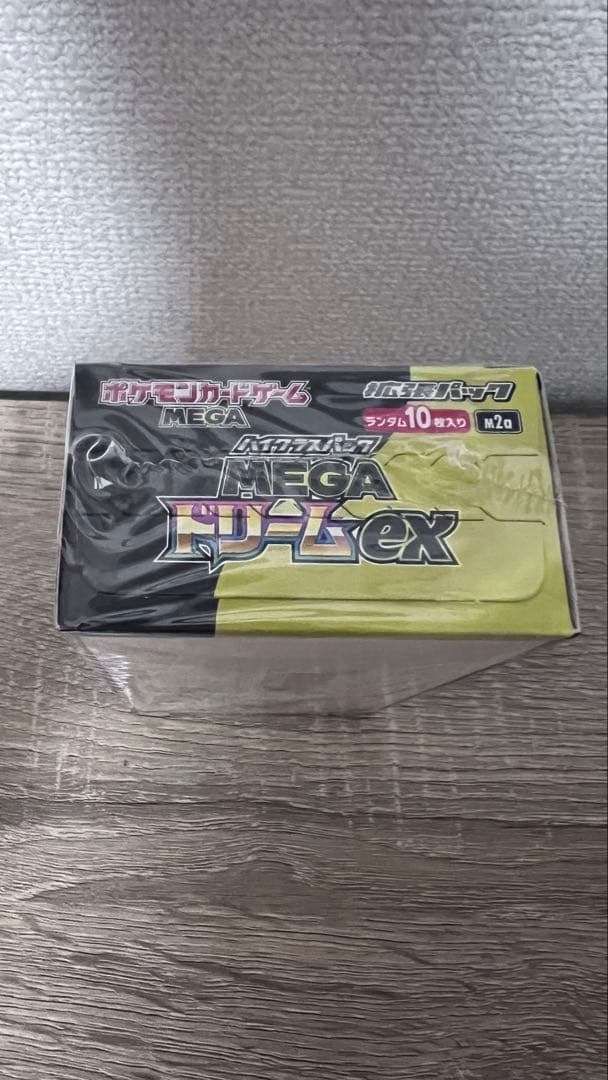 ポケモンカードゲーム
MEGA
拡張パック
ランダム10枚入り
M2a
ハイクラスパック
MEGA
ドリームex